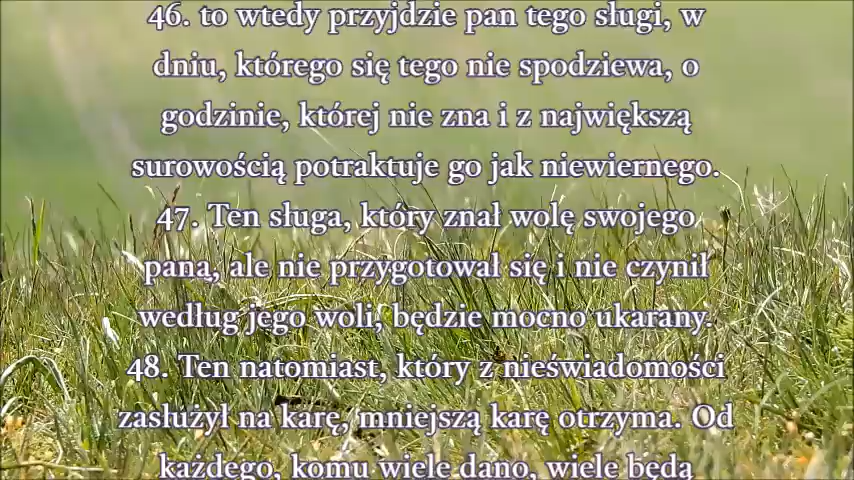 46. to wtedy przyjdzie pan tego sługi, w
dniu, którego się tego nie spodziewa, o
godzinie, której nie zna i z największą
surowością potraktuje go jak niewiernego.
47. Ten sługa, który znał wolę swojego
pana, ale nie przygotował się i nie czynił
według jego woli, będzie mocno ukarany.
48. Ten natomiast, który z nieświadomości
zasłużył na karę, mniejszą karę otrzyma. Od
każdego, komu wiele dano, wiele będą